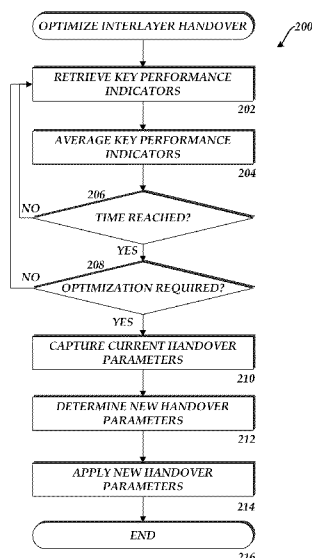 OPTIMIZE INTERLAYER HANDOVER
200
RETRIEVE KEY PERFORMANCE
INDICATORS
202
AVERAGE KEY PERFORMANCE
INDICATORS
204
206
NO
TIME REACHED?
YES
208
NO
OPTIMIZATION REQUIRED?
YES
CAPTURE CURRENT HANDOVER
PARAMETERS
210
DETERMINE NEW HANDOVER
PARAMETERS
212
APPLY NEW HANDOVER
PARAMETERS
214
END
216